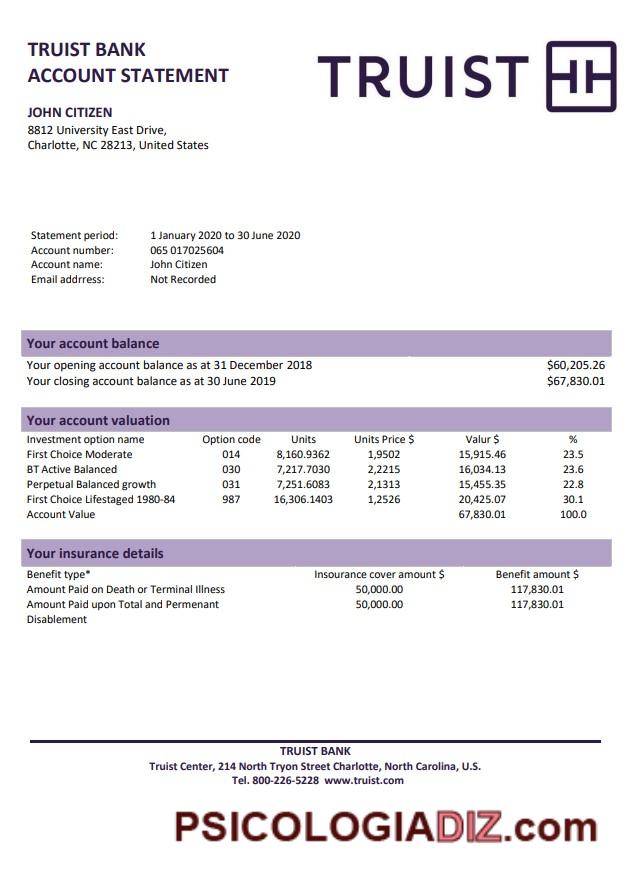 TRUIST BANK
ACCOUNT STATEMENT
TRUIST
JOHN CITIZEN
8812 University East Drive,
Charlotte, NC 28213, United States
Statement period: 1 January 2020 to 30 June 2020
Account number: 065 017025604
Account name: John Citizen
Email addrress: Not Recorded
Your account balance
Your opening account balance as at 31 December 2018 $60,205.26
Your closing account balance as at 30 June 2019 $67,830.01
Your account valuation
Investment option name Option code Units Units Price $ Valur $ %
First Choice Moderate 014 8,160.9362 1,9502 15,915.46 23.5
BT Active Balanced 030 7,217.7030 2,2215 16,034.13 23.6
Perpetual Balanced growth 031 7,251.6083 2,1313 15,455.35 22.8
First Choice Lifestaged 1980-84 987 16,306.1403 1,2526 20,425.07 30.1
Account Value 67,830.01 100.0
Your insurance details
Benefit type* Insourance cover amount $ Benefit amount $
Amount Paid on Death or Terminal Illness 50,000.00 117,830.01
Amount Paid upon Total and Permenant 50,000.00 117,830.01
Disablement
TRUIST BANK
Truist Center, 214 North Tryon Street Charlotte, North Carolina, U.S.
Tel. 800-226-5228 www.truist.com
PSICOLOGIADIZ.com